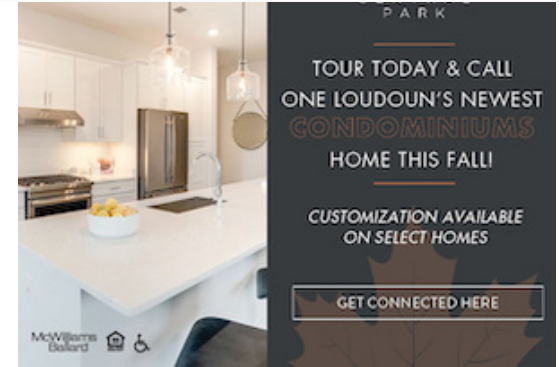 PARK
TOUR TODAY & CALL
ONE LOUDOUN'S NEWEST
CONDOMINIUMS
HOME THIS FALL!
CUSTOMIZATION AVAILABLE
ON SELECT HOMES
GET CONNECTED HERE
McWilliams
Ballard